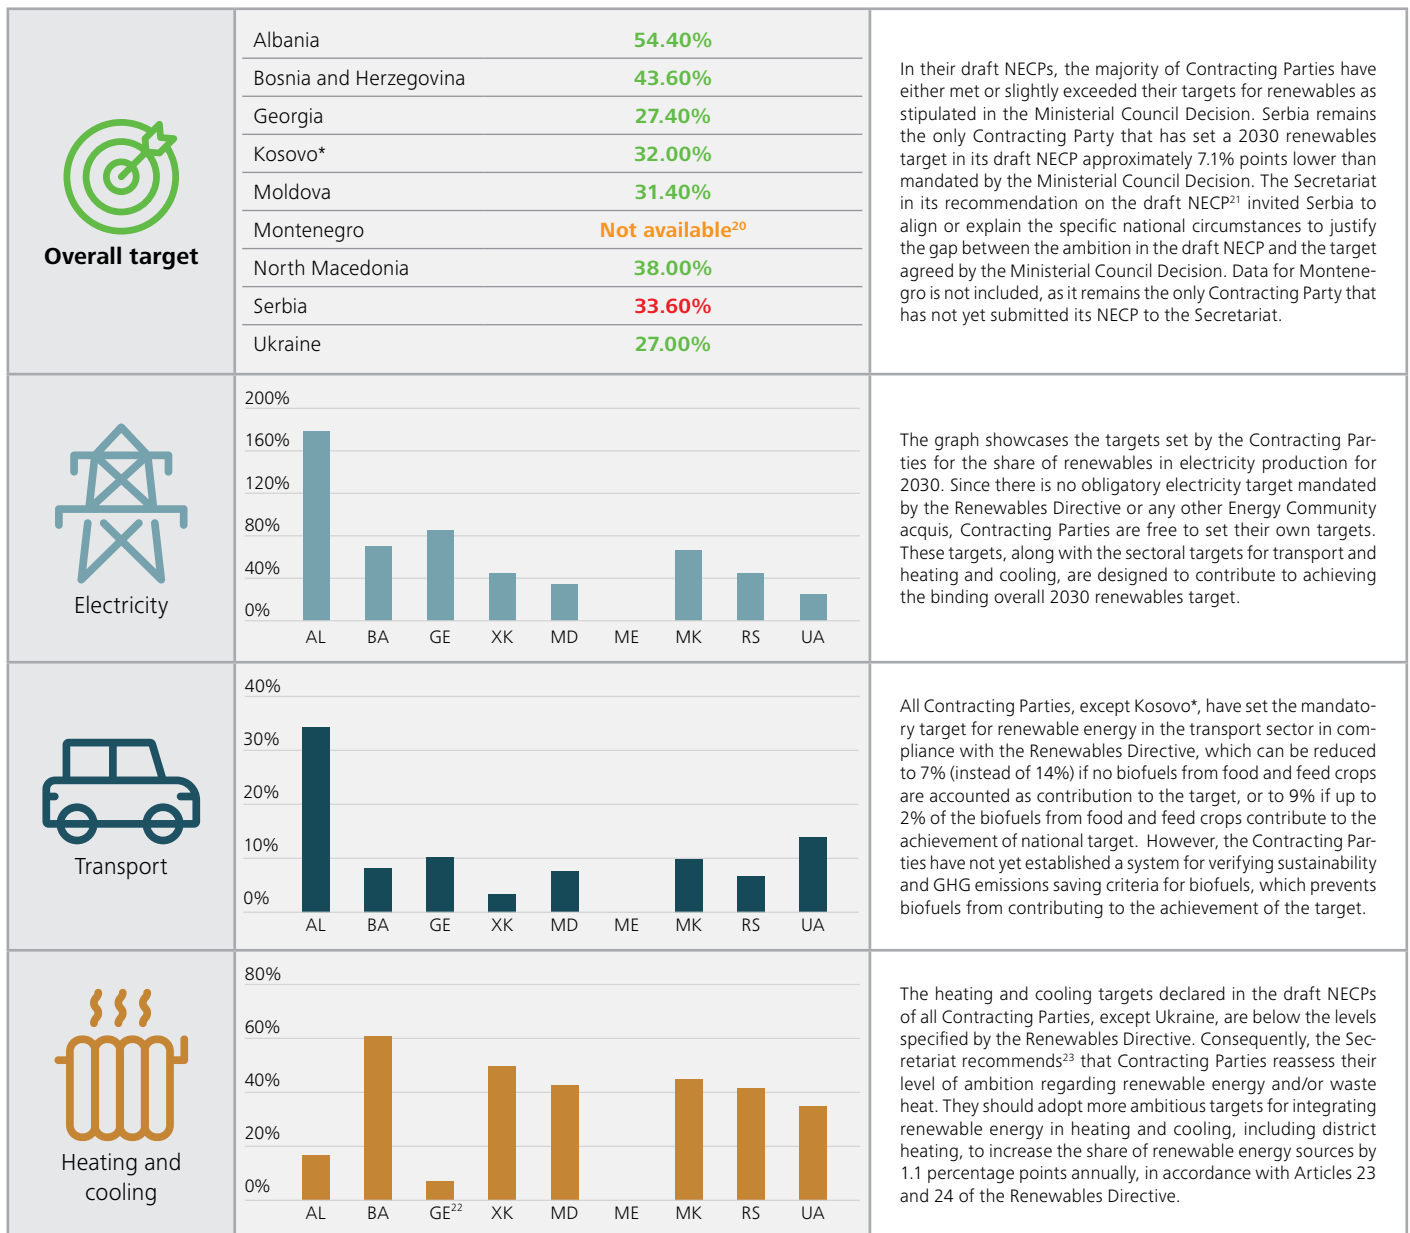 Overall target
Albania 54.40%
Bosnia and Herzegovina 43.60%
Georgia 27.40%
Kosovo* 32.00%
Moldova 31.40%
Montenegro Not available20
North Macedonia 38.00%
Serbia 33.60%
Ukraine 27.00%
In their draft NECPs, the majority of Contracting Parties have
either met or slightly exceeded their targets for renewables as
stipulated in the Ministerial Council Decision. Serbia remains
the only Contracting Party that has set a 2030 renewables
target in its draft NECP approximately 7.1% points lower than
mandated by the Ministerial Council Decision. The Secretariat
in its recommendation on the draft NECP21 invited Serbia to
align or explain the specific national circumstances to justify
the gap between the ambition in the draft NECP and the target
agreed by the Ministerial Council Decision. Data for Montene-
gro is not included, as it remains the only Contracting Party that
has not yet submitted its NECP to the Secretariat.
Electricity
200%
160%
120%
80%
40%
0%
AL BA GE XK MD ME MK RS UA
The graph showcases the targets set by the Contracting Par-
ties for the share of renewables in electricity production for
2030. Since there is no obligatory electricity target mandated
by the Renewables Directive or any other Energy Community
acquis, Contracting Parties are free to set their own targets.
These targets, along with the sectoral targets for transport and
heating and cooling, are designed to contribute to achieving
the binding overall 2030 renewables target.
Transport
40%
30%
20%
10%
0%
AL BA GE XK MD ME MK RS UA
All Contracting Parties, except Kosovo*, have set the mandato-
ry target for renewable energy in the transport sector in com-
pliance with the Renewables Directive, which can be reduced
to 7% (instead of 14%) if no biofuels from food and feed crops
are accounted as contribution to the target, or to 9% if up to
2% of the biofuels from food and feed crops contribute to the
achievement of national target. However, the Contracting Par-
ties have not yet established a system for verifying sustainability
and GHG emissions saving criteria for biofuels, which prevents
biofuels from contributing to the achievement of the target.
Heating and
cooling
80%
60%
40%
20%
0%
AL BA GE22 XK MD ME MK RS UA
The heating and cooling targets declared in the draft NECPs
of all Contracting Parties, except Ukraine, are below the levels
specified by the Renewables Directive. Consequently, the Sec-
retariat recommends23 that Contracting Parties reassess their
level of ambition regarding renewable energy and/or waste
heat. They should adopt more ambitious targets for integrating
renewable energy in heating and cooling, including district
heating, to increase the share of renewable energy sources by
1.1 percentage points annually, in accordance with Articles 23
and 24 of the Renewables Directive.